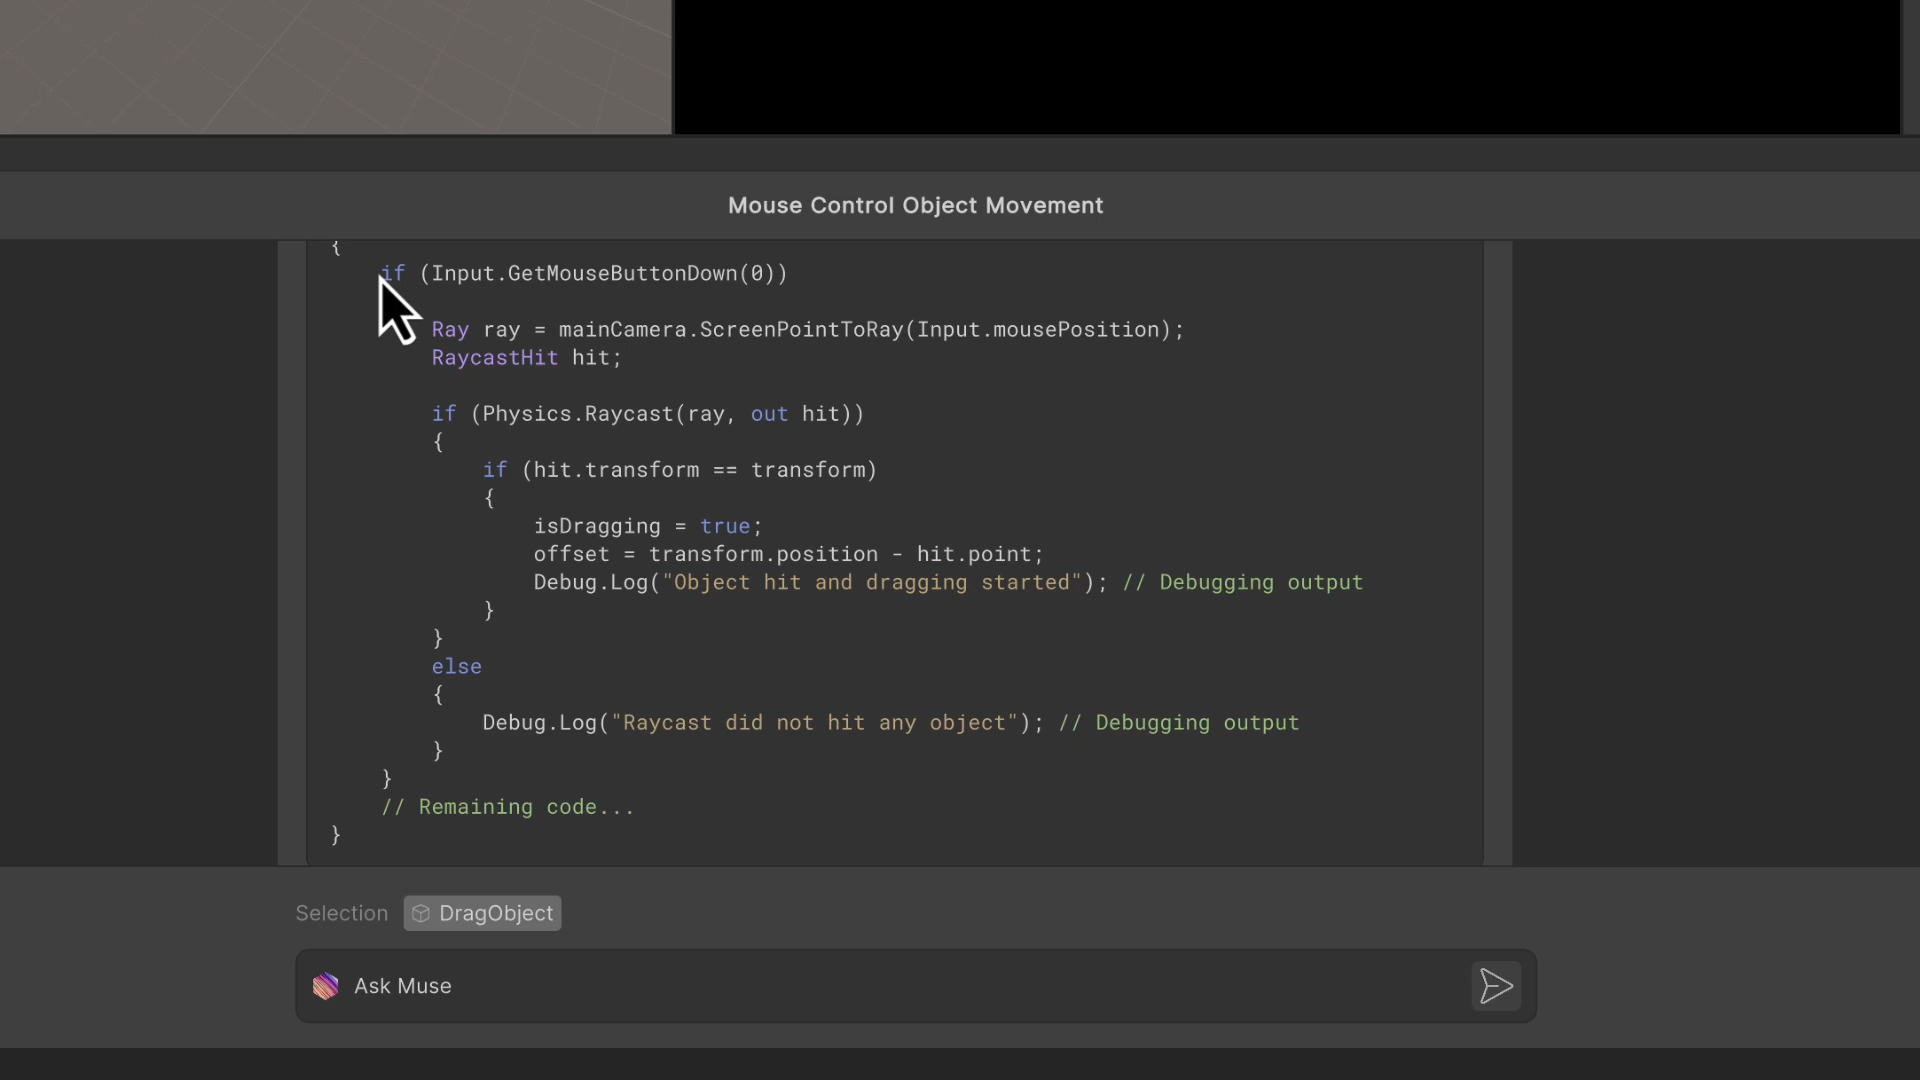 Mouse Control Object Movement
{
if (Input.GetMouseButtonDown(0))
Ray ray = mainCamera.ScreenPointToRay(Input.mousePosition);
RaycastHit hit;
if (Physics.Raycast(ray, out hit))
{
if (hit.transform == transform)
{
isDragging = true;
offset = transform.position - hit.point;
Debug.Log("Object hit and dragging started"); // Debugging output
}
}
else
{
Debug.Log("Raycast did not hit any object"); // Debugging output
}
}
// Remaining code...
}
Selection DragObject
Ask Muse